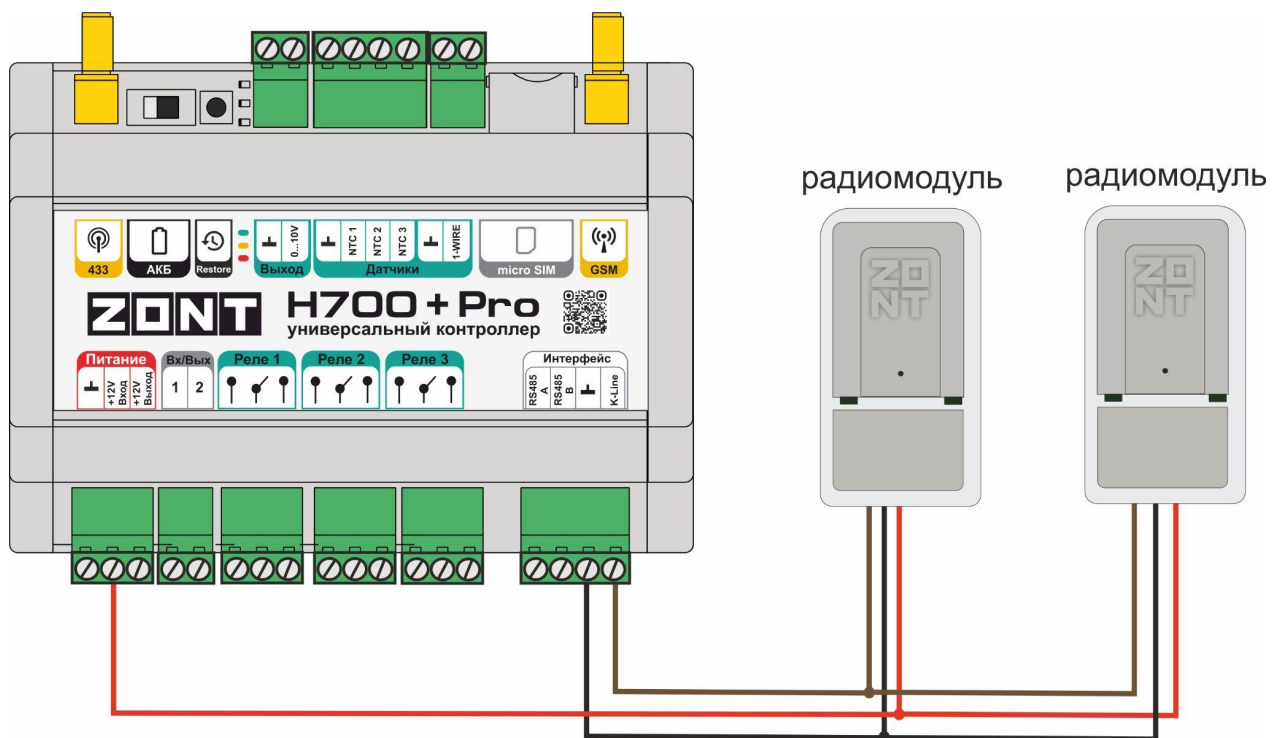 радиомодуль
радиомодуль
ZONT
ZONT
433
АКБ
Restore
0...10V
Выход
NTC 1
NTC 2
NTC 3
1-WIRE
Датчики
micro SIM
GSM
ZONT H700+Pro
универсальный контроллер
Питание
+12V Вход
+12V Выход
Вх/Вых
1 2
Реле 1
Реле 2
Реле 3
Интерфейс
RS485 A
RS485 B
K-Line